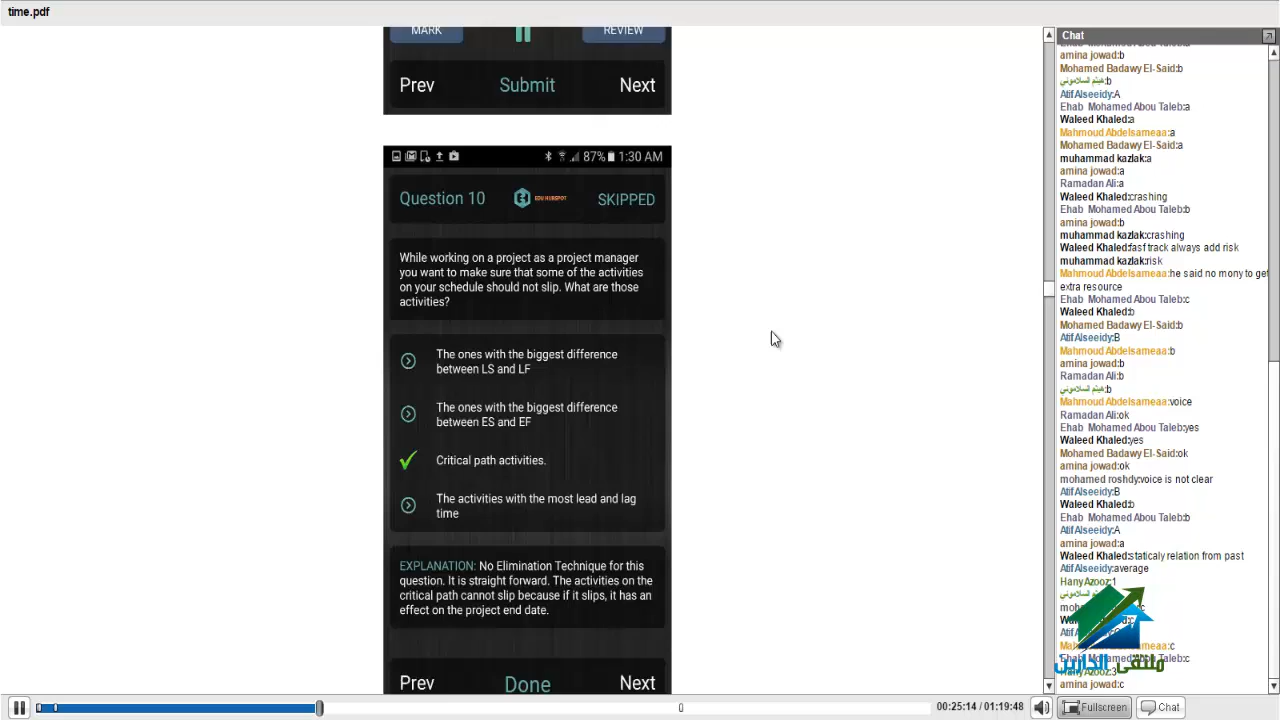 time.pdf
MARK
REVIEW
Prev
Submit
Next
87% 1:30 AM
Question 10
EDU HUBSPOT
SKIPPED
While working on a project as a project manager
you want to make sure that some of the activities
on your schedule should not slip. What are those
activities?
The ones with the biggest difference
between LS and LF
The ones with the biggest difference
between ES and EF
Critical path activities.
The activities with the most lead and lag
time
EXPLANATION: No Elimination Technique for this
question. It is straight forward. The activities on the
critical path cannot slip because if it slips, it has an
effect on the project end date.
Prev
Done
Next
Chat
amina jowad:b
Mohamed Badawy El-Said:b
هيثم السلاموني:b
Atif Alseeidy:A
Ehab Mohamed Abou Taleb:a
Waleed Khaled:a
Mahmoud Abdelsameaa:a
Mohamed Badawy El-Said:a
muhammad kazlak:a
amina jowad:a
Ramadan Ali:a
Waleed Khaled:crashing
Ehab Mohamed Abou Taleb:b
amina jowad:b
muhammad kazlak:crashing
Waleed Khaled:fasf track always add risk
muhammad kazlak:risk
Mahmoud Abdelsameaa:he said no mony to get
extra resource
Ehab Mohamed Abou Taleb:c
Waleed Khaled:b
Mohamed Badawy El-Said:b
Atif Alseeidy:B
Mahmoud Abdelsameaa:b
amina jowad:b
Ramadan Ali:b
هيثم السلاموني:b
Mahmoud Abdelsameaa:voice
Ramadan Ali:ok
Ehab Mohamed Abou Taleb:yes
Waleed Khaled:yes
Mohamed Badawy El-Said:ok
amina jowad:ok
mohamed roshdy:voice is not clear
Atif Alseeidy:B
Waleed Khaled:b
Ehab Mohamed Abou Taleb:b
Atif Alseeidy:A
amina jowad:a
Waleed Khaled:staticaly relation from past
Atif Alseeidy:average
Hany Azooz:1
Mahmoud Abdelsameaa:c
Ehab Mohamed Abou Taleb:c
Hany Azooz:3
amina jowad:c
ملتقى الدارين
00:25:14 / 01:19:48
Fullscreen
Chat